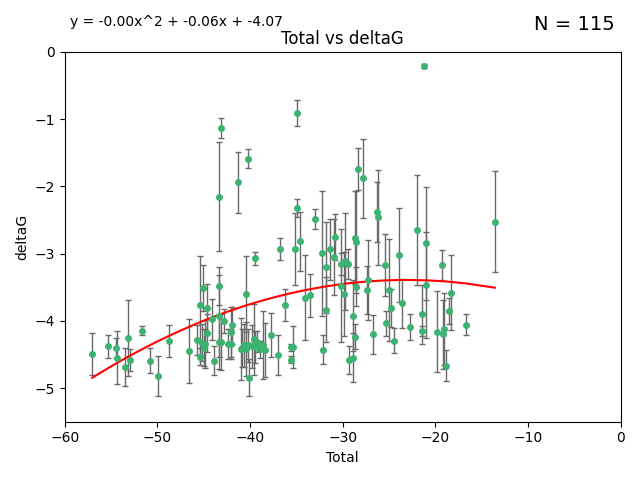 y = -0.00x^2 + -0.06x + -4.07
N = 115
Total vs deltaG
0
−1
−2
−3
−4
−5
deltaG
−60 −50 −40 −30 −20 −10 0
Total